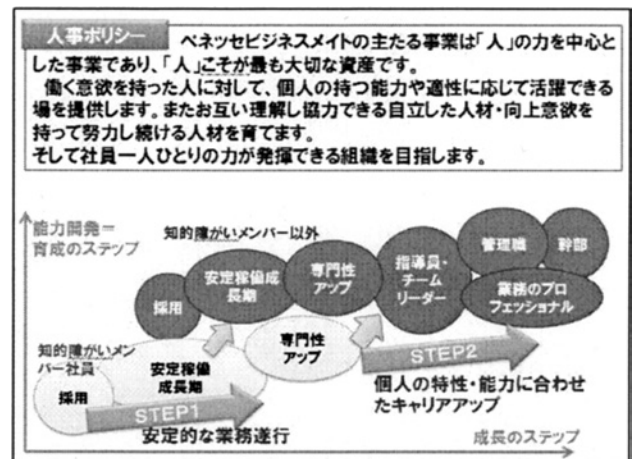 人事ポリシー
ベネッセビジネスメイトの主たる事業は「人」の力を中心と
した事業であり、「人」こそが最も大切な資産です。
働く意欲を持った人に対して、個人の持つ能力や適性に応じて活躍できる
場を提供します。またお互い理解し協力できる自立した人材・向上意欲を
持って努力し続ける人材を育てます。
そして社員一人ひとりの力が発揮できる組織を目指します。
能力開発＝
育成のステップ
知的障がいメンバー以外
採用
安定稼働成
長期
専門性
アップ
指導員・
チーム
リーダー
管理職
幹部
業務のプロ
フェッショナル
知的障がいメン
バー社員
採用
安定稼働
成長期
専門性
アップ
STEP1
安定的な業務遂行
STEP2
個人の特性・能力に合わせ
たキャリアアップ
成長のステップ